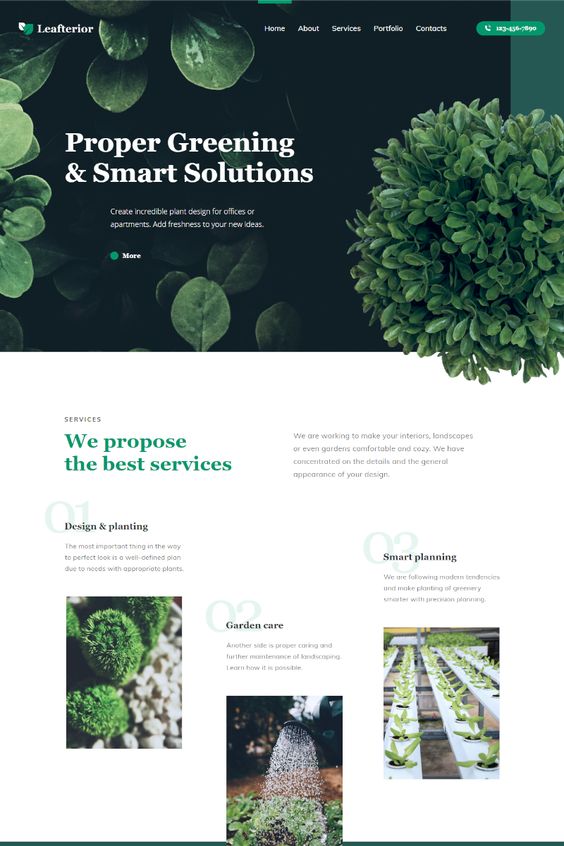 Leafterior
Home About Services Portfolio Contacts
123-456-7890
Proper Greening
& Smart Solutions
Create incredible plant design for offices or
apartments. Add freshness to your new ideas.
More
SERVICES
We propose
the best services
We are working to make your interiors, landscapes
or even gardens comfortable and cozy. We have
concentrated on the details and the general
appearance of your design.
01
Design & planting
The most important thing in the way
to perfect look is a well-defined plan
due to needs with appropriate plants.
02
Garden care
Another side is proper caring and
further maintenance of landscaping.
Learn how it is possible.
03
Smart planning
We are following modern tendencies
and make planting of greenery
smarter with precision planning.